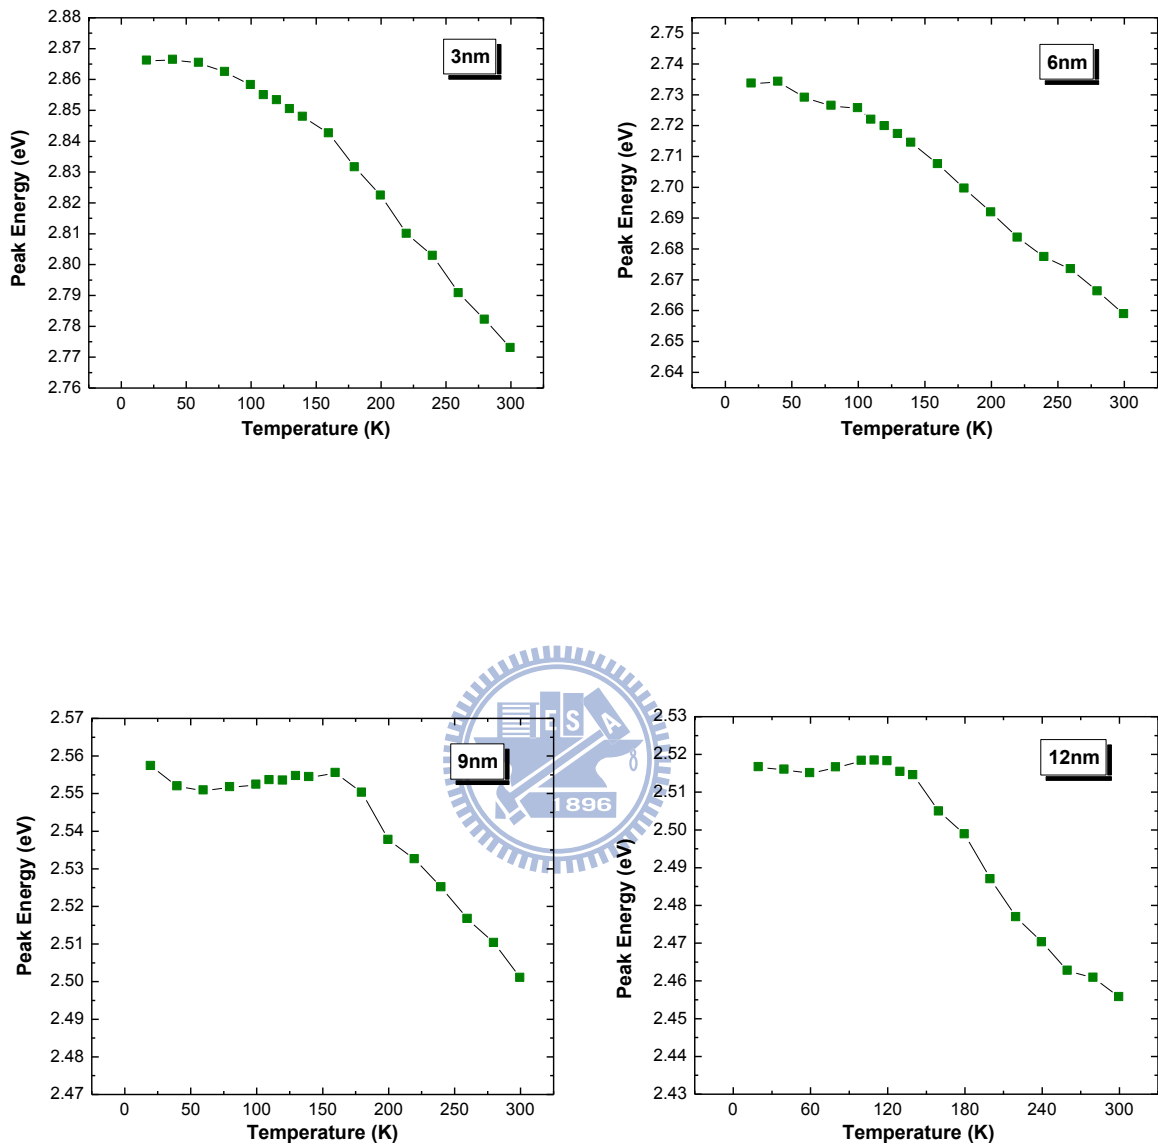 3nm
Peak Energy (eV)
2.88
2.87
2.86
2.85
2.84
2.83
2.82
2.81
2.80
2.79
2.78
2.77
2.76
0 50 100 150 200 250 300
Temperature (K)
6nm
Peak Energy (eV)
2.75
2.74
2.73
2.72
2.71
2.70
2.69
2.68
2.67
2.66
2.65
2.64
0 50 100 150 200 250 300
Temperature (K)
9nm
Peak Energy (eV)
2.57
2.56
2.55
2.54
2.53
2.52
2.51
2.50
2.49
2.48
2.47
0 50 100 150 200 250 300
Temperature (K)
E S A
1896
12nm
Peak Energy (eV)
2.53
2.52
2.51
2.50
2.49
2.48
2.47
2.46
2.45
2.44
2.43
0 60 120 180 240 300
Temperature (K)